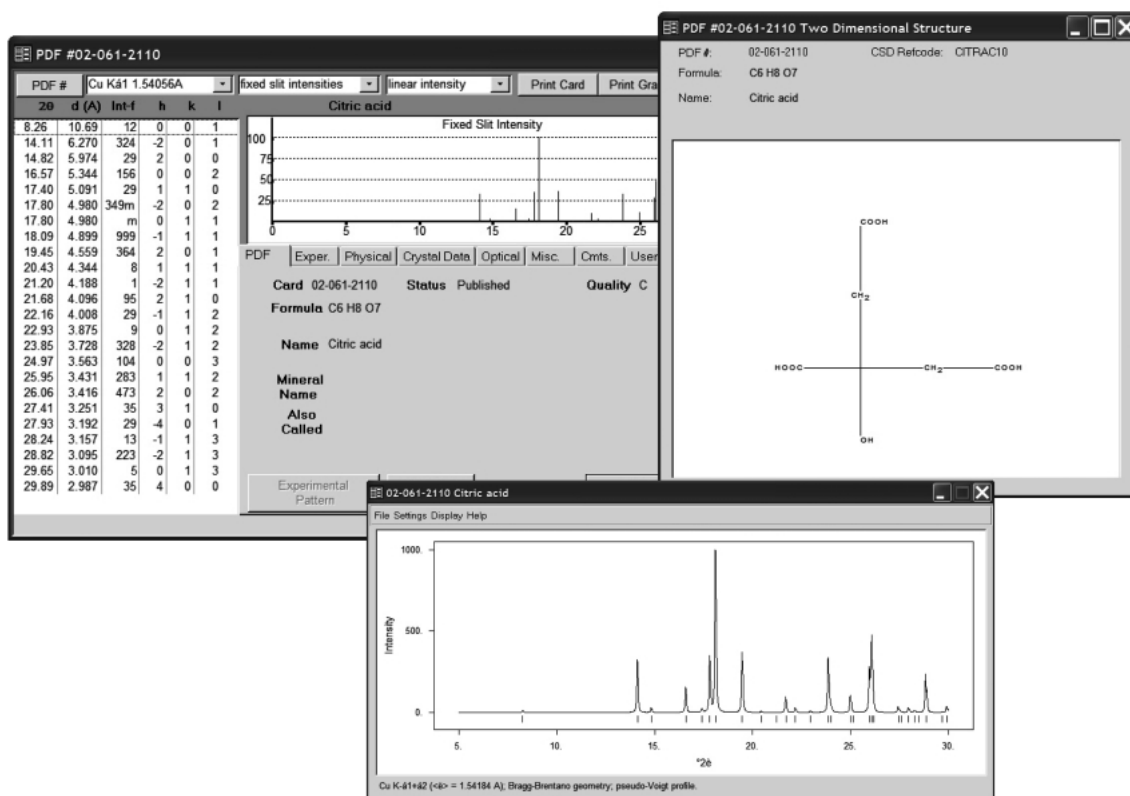 PDF #02-061-2110
PDF # Cu Ká1 1.54056A fixed slit intensities linear intensity Print Card Print Gra
2θ d (A) Int-f h k l Citric acid
8.26 10.69 12 0 0 1
14.11 6.270 324 -2 0 1
14.82 5.974 29 2 0 0
16.57 5.344 156 0 0 2
17.40 5.091 29 1 1 0
17.80 4.980 349m -2 0 2
17.80 4.980 m 0 1 1
18.09 4.899 999 -1 1 1
19.45 4.559 364 2 0 1
20.43 4.344 8 1 1 1
21.20 4.188 1 -2 1 1
21.68 4.096 95 2 1 0
22.16 4.008 29 -1 1 2
22.93 3.875 9 0 1 2
23.85 3.728 328 -2 1 2
24.97 3.563 104 0 0 3
25.95 3.431 283 1 1 2
26.06 3.416 473 2 0 2
27.41 3.251 35 3 1 0
27.93 3.192 29 -4 0 1
28.24 3.157 13 -1 1 3
28.82 3.095 223 -2 1 3
29.65 3.010 5 0 1 3
29.89 2.987 35 4 0 0
Fixed Slit Intensity
100
75
50
25
0 5 10 15 20 25
PDF Exper. Physical Crystal Data Optical Misc. Cmts. User
Card 02-061-2110 Status Published Quality C
Formula C6 H8 O7
Name Citric acid
Mineral
Name
Also
Called
Experimental
Pattern
PDF #02-061-2110 Two Dimensional Structure
PDF #: 02-061-2110 CSD Refcode: CITRAC10
Formula: C6 H8 O7
Name: Citric acid
COOH
CH2
HOOC CH2 COOH
OH
02-061-2110 Citric acid
File Settings Display Help
1000.
500.
0.
Intensity
5. 10. 15. 20. 25. 30.
°2è
Cu K-á1+á2 (<ë> = 1.54184 A); Bragg-Brentano geometry; pseudo-Voigt profile.